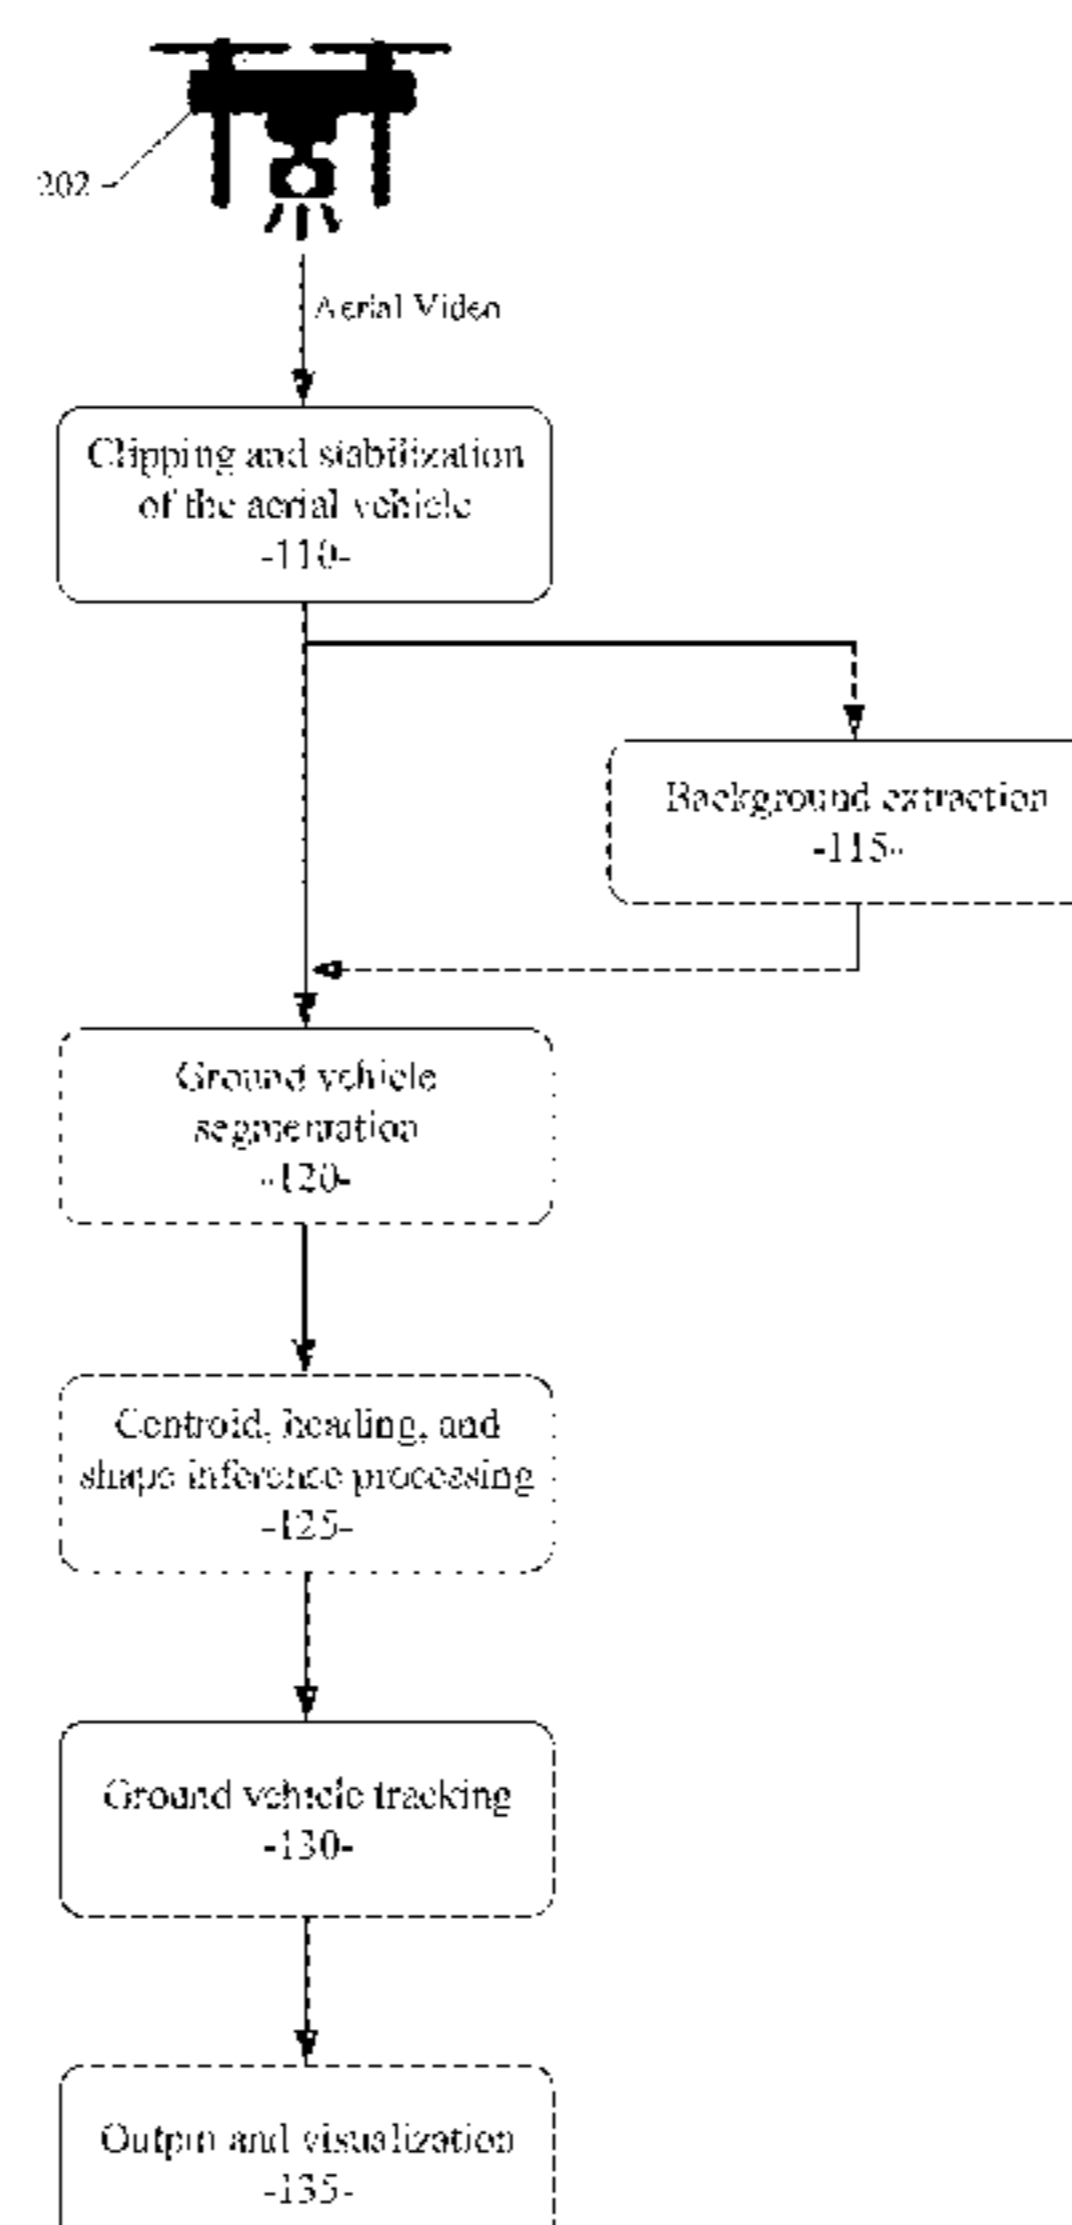 202
Aerial Video
Clipping and stabilization
of the aerial vehicle
-110-
Background extraction
-115-
Ground vehicle
segmentation
-120-
Centroid, heading, and
shape inference processing
-125-
Ground vehicle tracking
-130-
Output and visualization
-135-